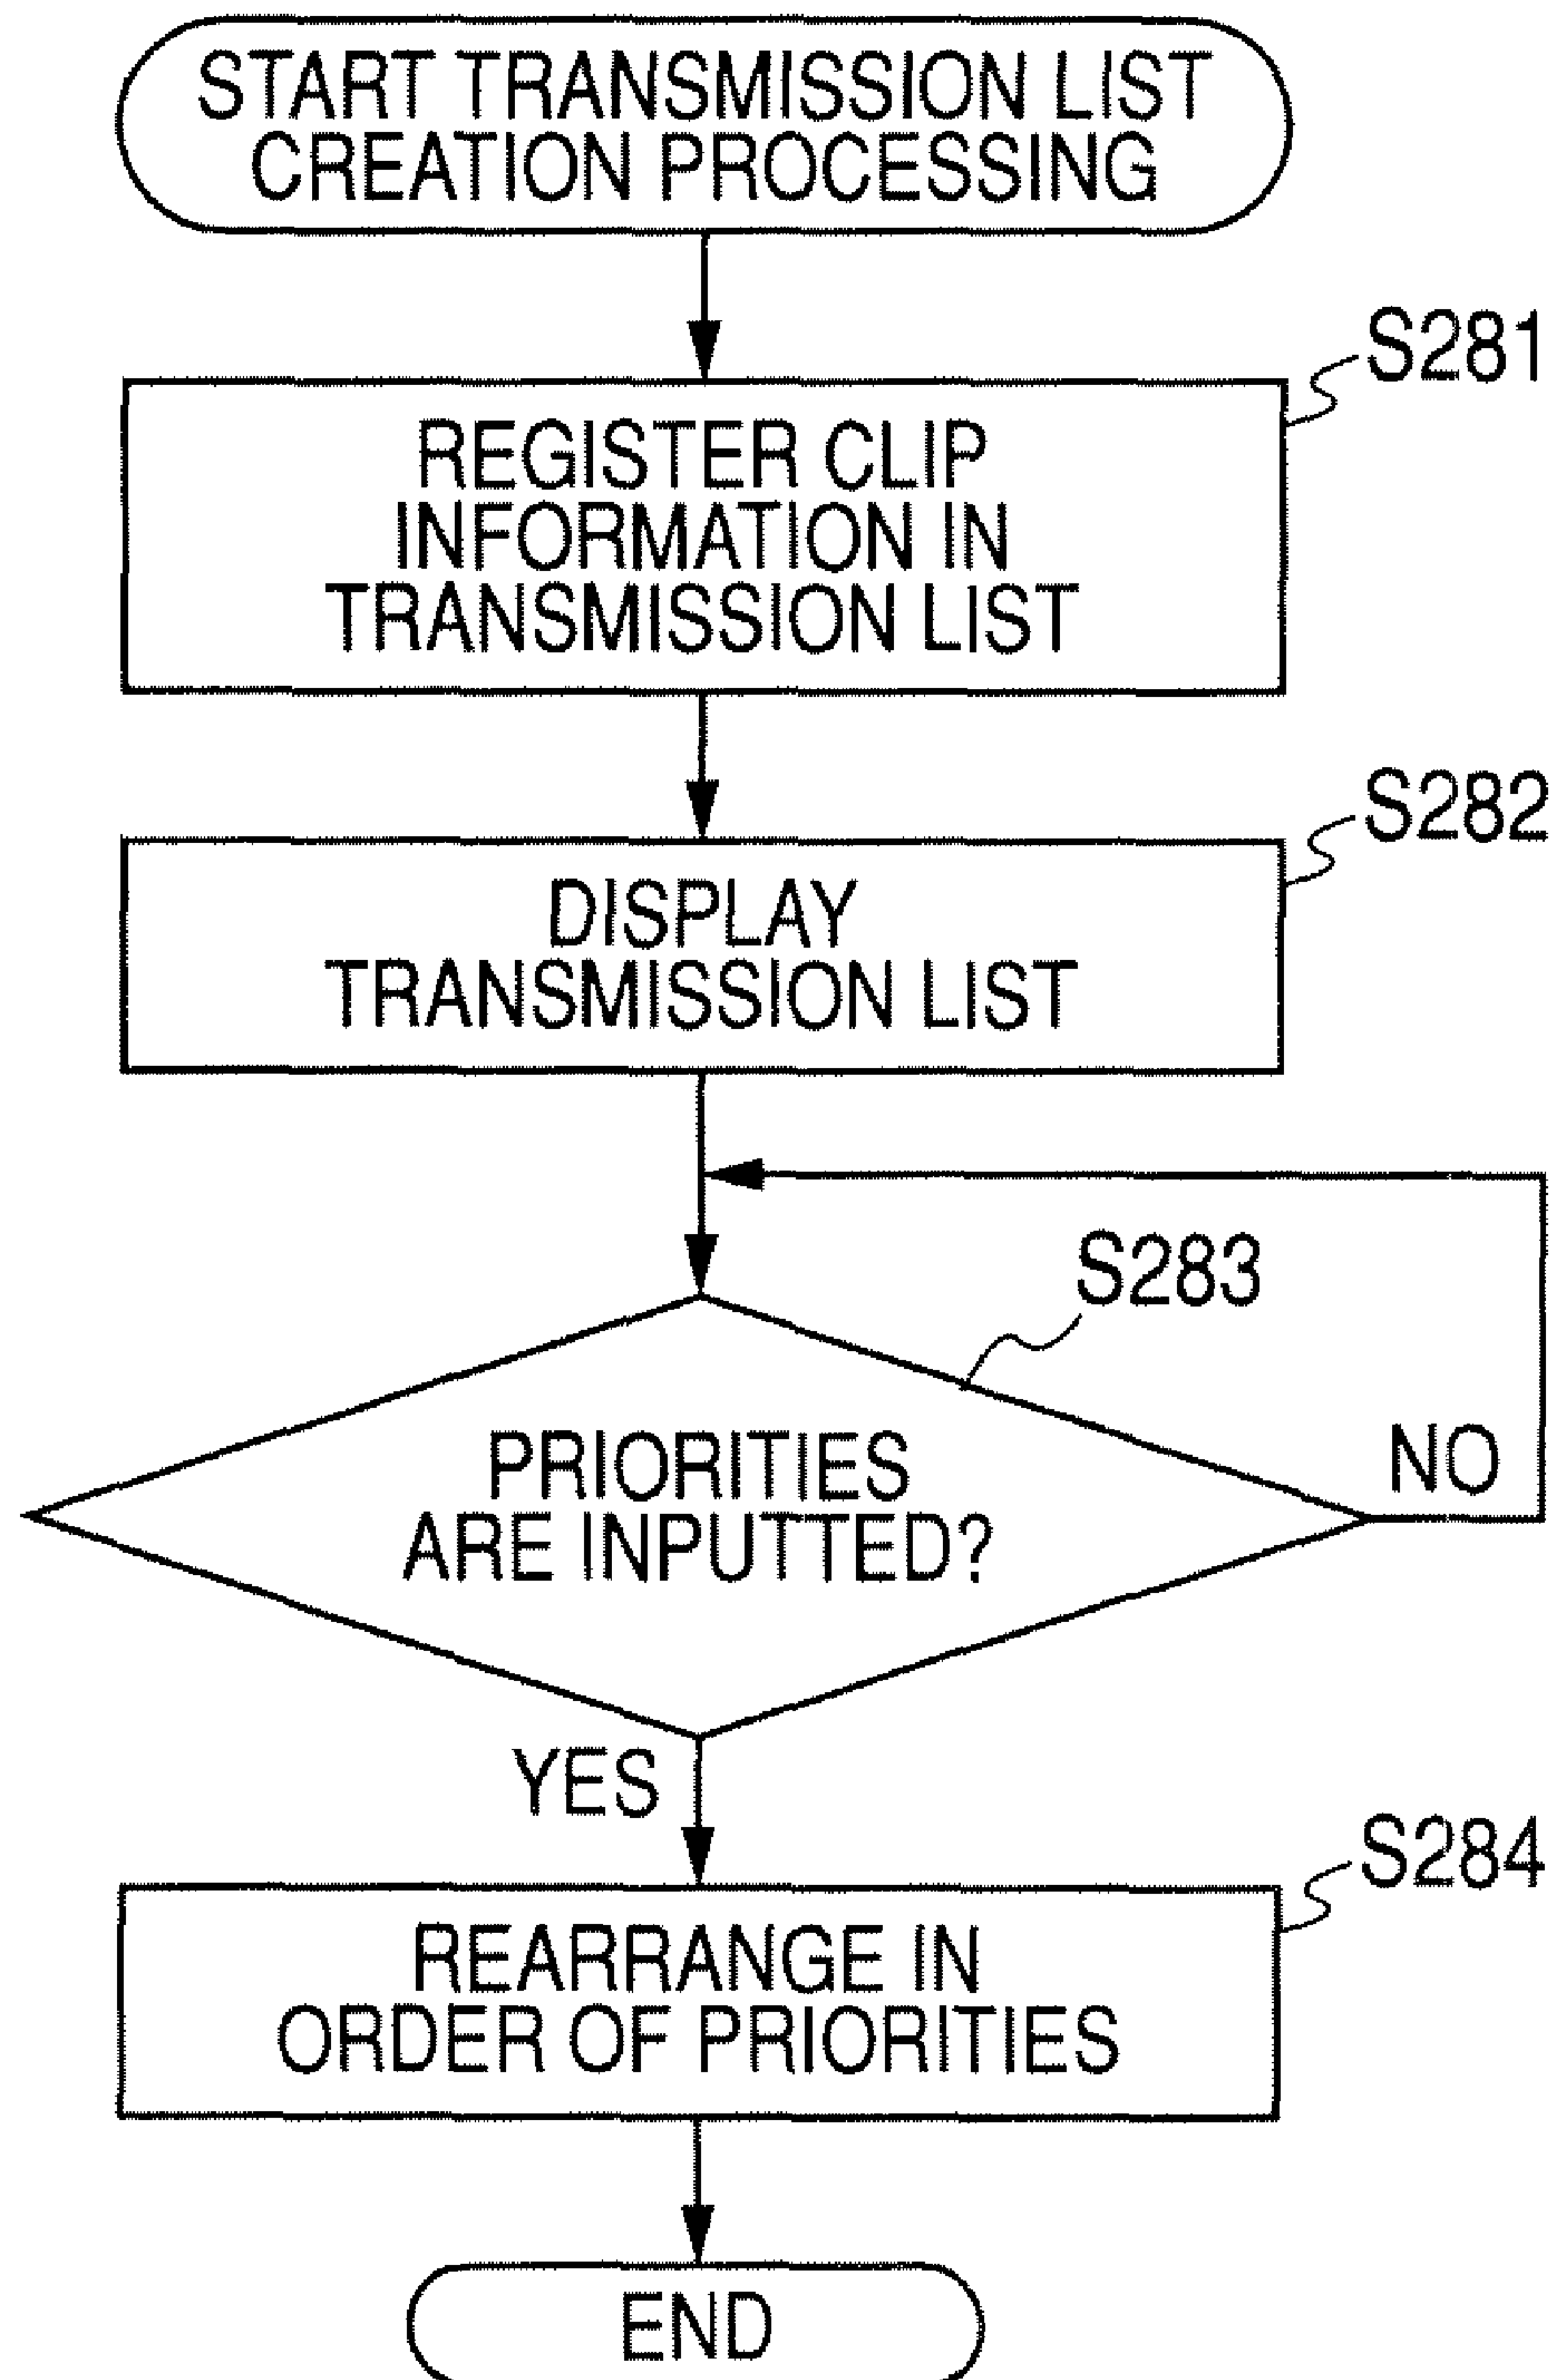 START TRANSMISSION LIST
CREATION PROCESSING
S281
REGISTER CLIP
INFORMATION IN
TRANSMISSION LIST
S282
DISPLAY
TRANSMISSION LIST
S283
PRIORITIES
ARE INPUTTED?
NO
YES
S284
REARRANGE IN
ORDER OF PRIORITIES
END